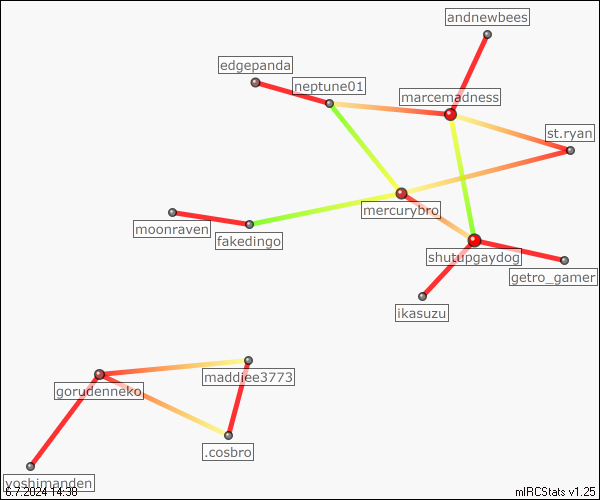 andnewbees
edgepanda
neptune01
marcemadness
st.ryan
mercurybro
moonraven
fakedingo
shutupgaydog
getro_gamer
ikasuzu
maddiee3773
gorudenneko
.cosbro
yoshimanden
6.7.2024 14:38
mIRCStats v1.25